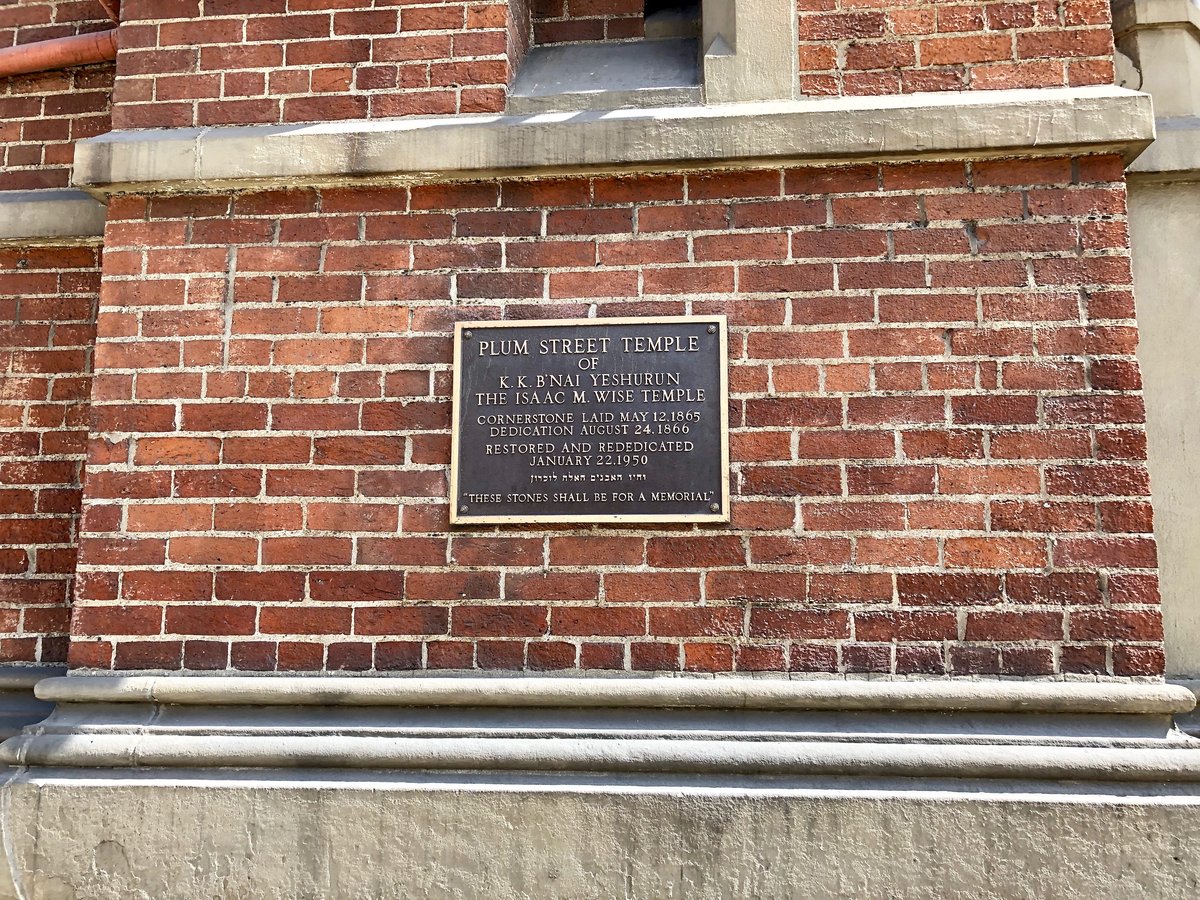 PLUM STREET TEMPLE
OF
K.K. B'NAI YESHURUN
THE ISAAC M. WISE TEMPLE
CORNERSTONE LAID MAY 12, 1865
DEDICATION AUGUST 24, 1866
RESTORED AND REDEDICATED
JANUARY 22, 1950
והיו האבנים האלה לזכרון
"THESE STONES SHALL BE FOR A MEMORIAL"